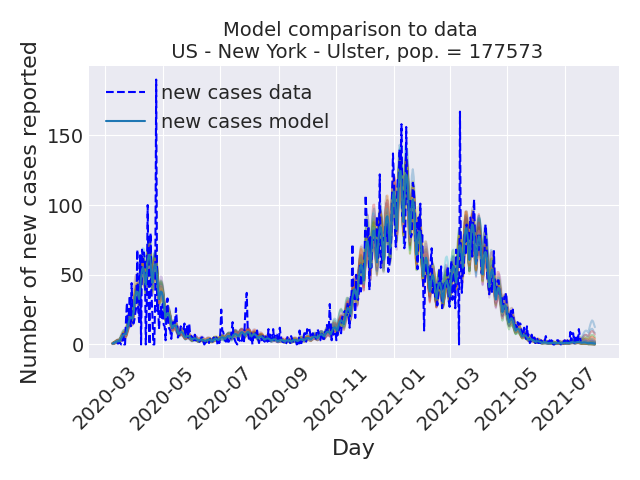 Model comparison to data
US - New York - Ulster, pop. = 177573
new cases data
new cases model
Number of new cases reported
150
100
50
0
2020-03
2020-05
2020-07
2020-09
2020-11
2021-01
2021-03
2021-05
2021-07
Day